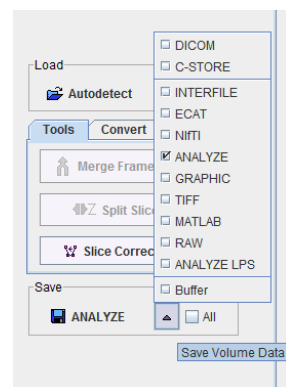 DICOM
C-STORE
Load
Autodetect
INTERFILE
ECAT
NIfTI
Tools Convert
ANALYZE
Merge Frame
GRAPHIC
TIFF
Z Split Slic
MATLAB
RAW
Slice Correc
ANALYZE LPS
Save
Buffer
ANALYZE
All
Save Volume Data